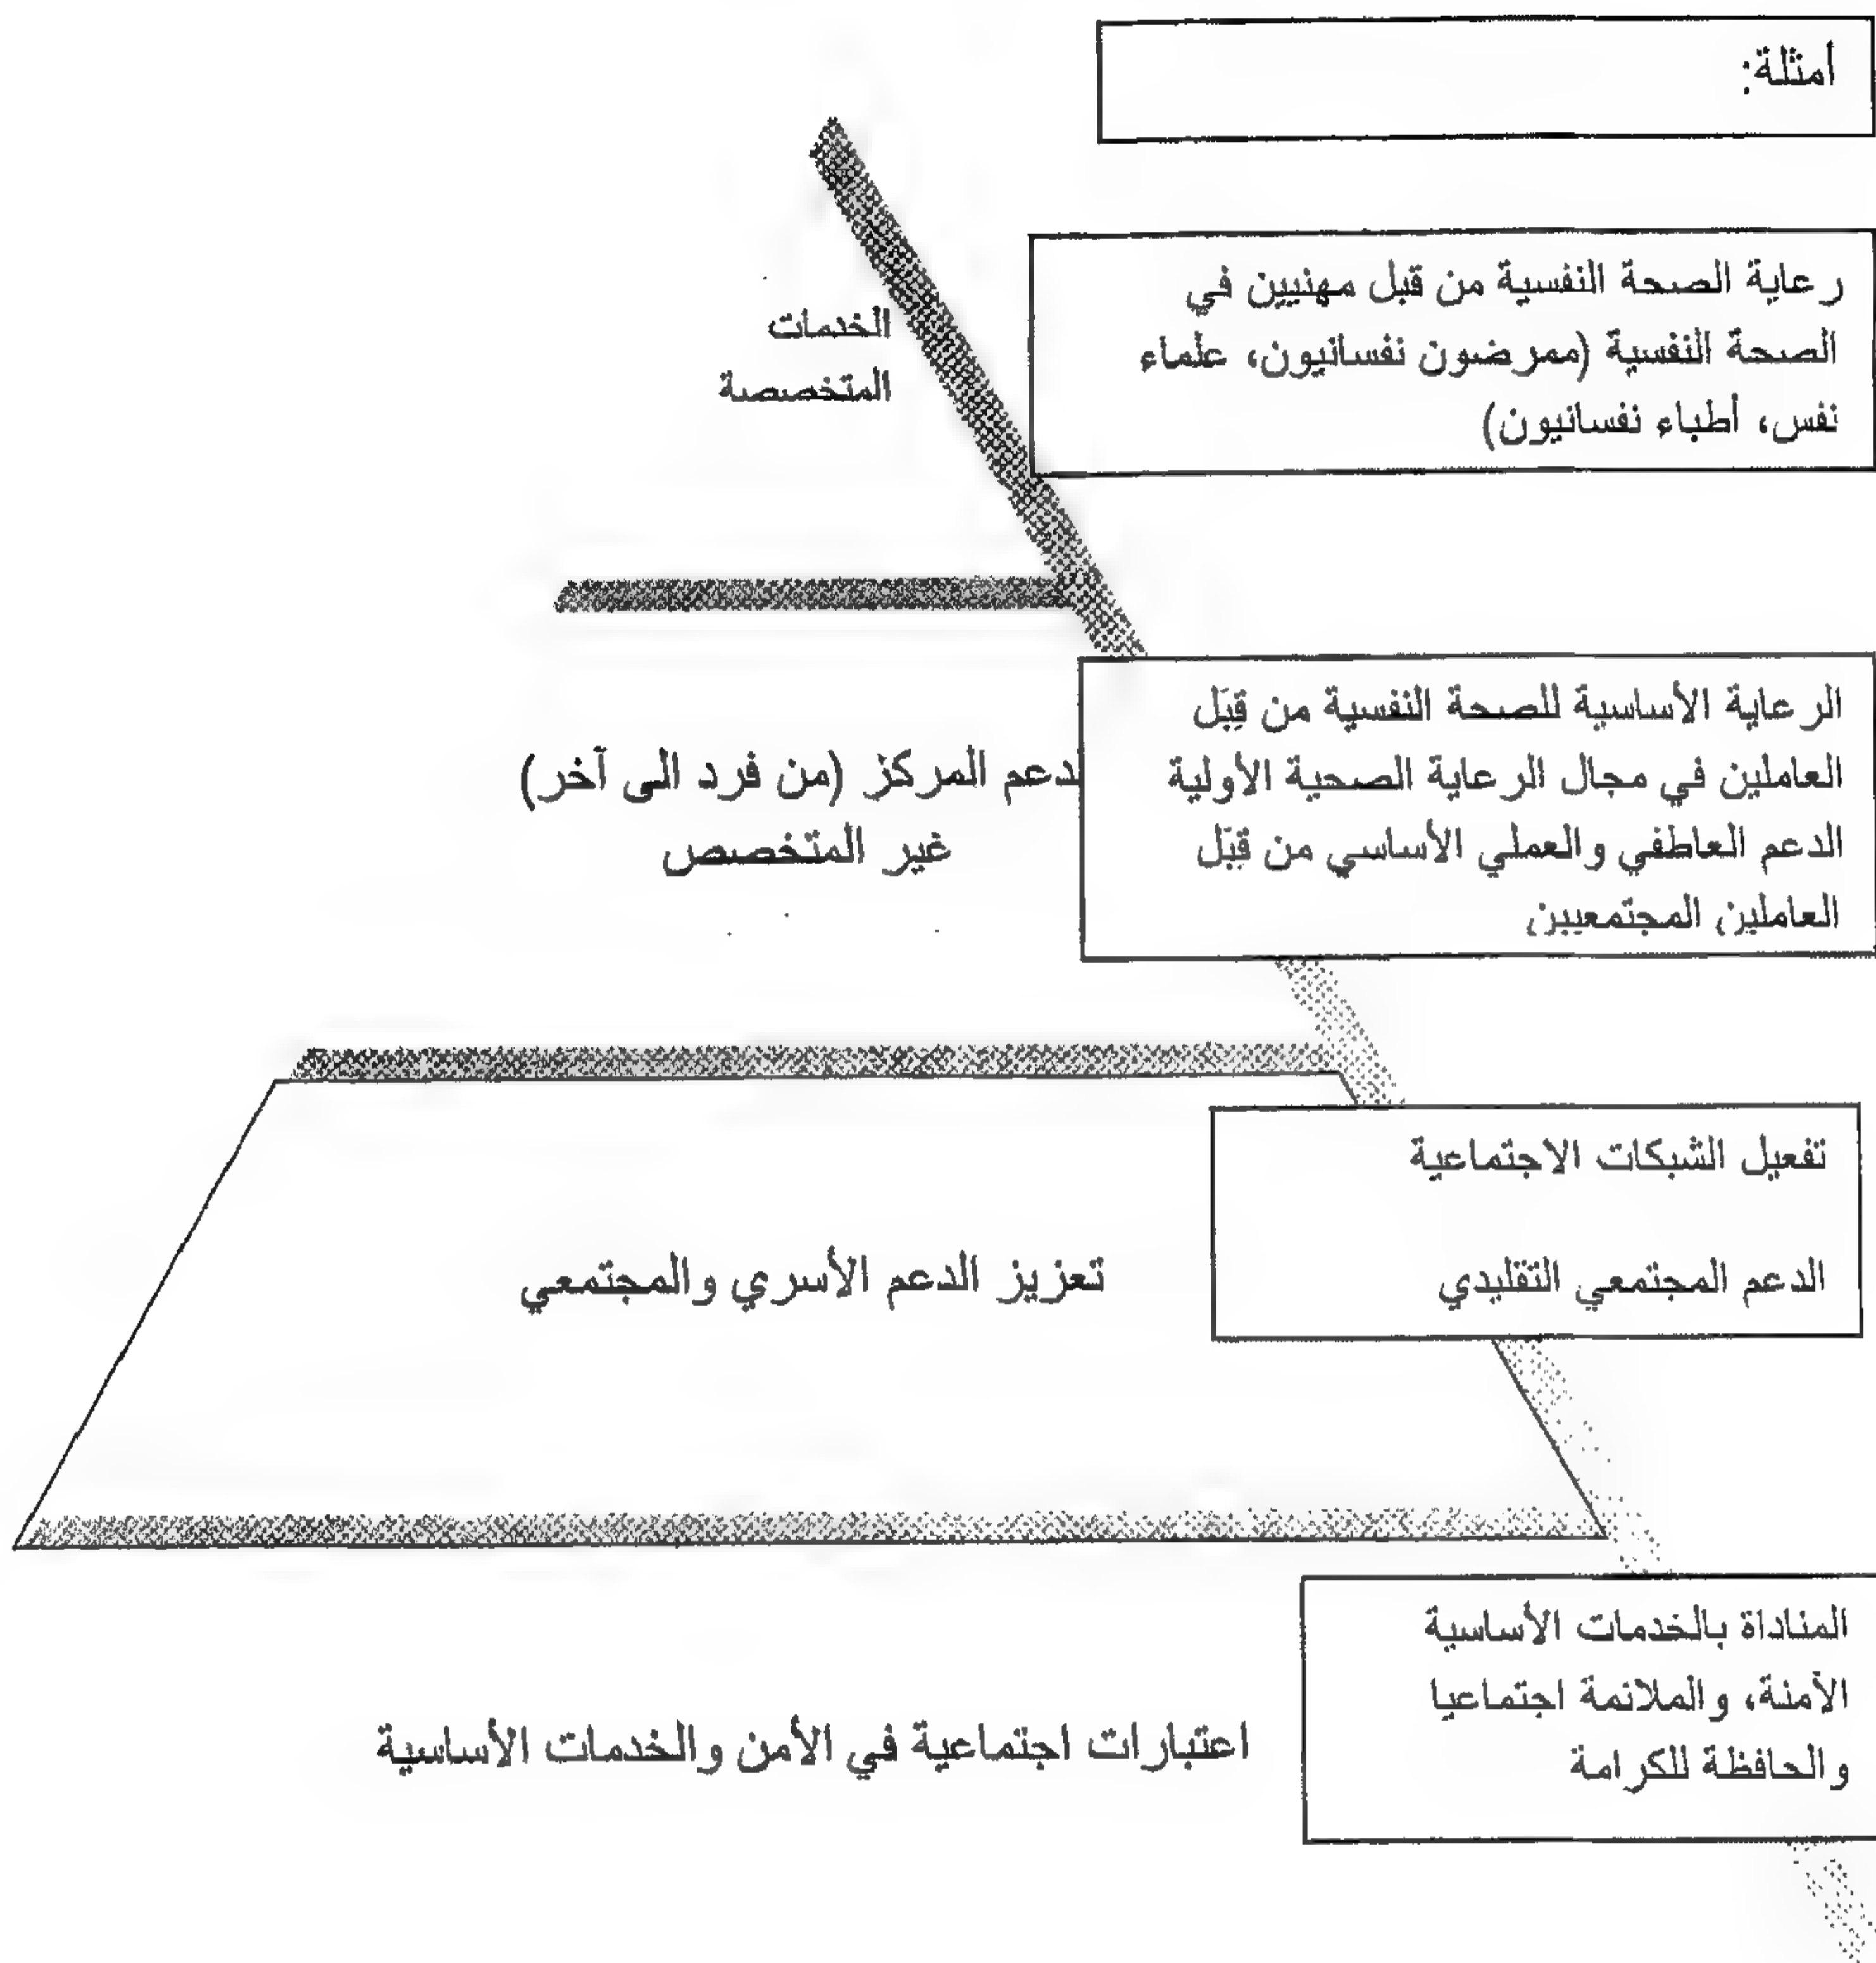 أمثلة:
رعاية الصحة النفسية من قبل مهنيين في
الصحة النفسية (ممرضون نفسانيون، علماء
نفس، أطباء نفسانيون)
الخدمات
المتخصصة
الرعاية الأساسية للصحة النفسية من قِبَل
العاملين في مجال الرعاية الصحية الأولية
الدعم العاطفي والعملي الأساسي من قِبَل
العاملين المجتمعيين
لدعم المركز (من فرد الى آخر)
غير المتخصص
تفعيل الشبكات الاجتماعية
الدعم المجتمعي التقليدي
تعزيز الدعم الأسري والمجتمعي
المناداة بالخدمات الأساسية
الآمنة، والملائمة اجتماعيا
والحافظة للكرامة
اعتبارات اجتماعية في الأمن والخدمات الأساسية